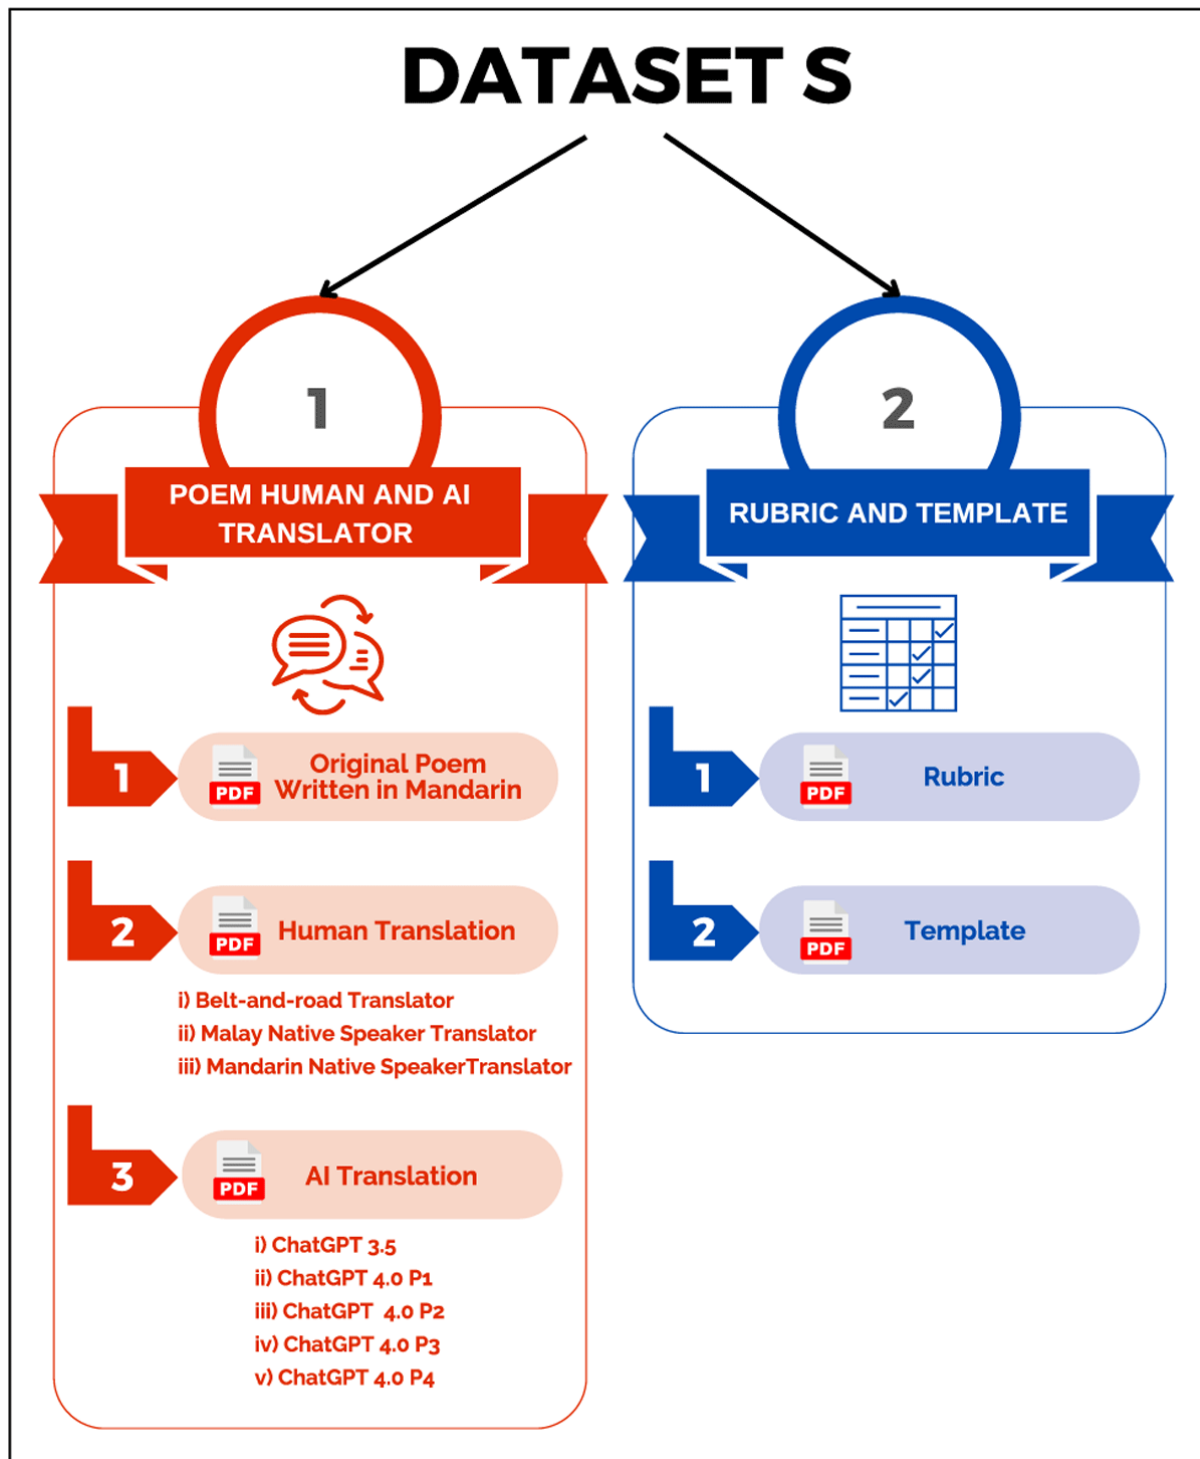 DATASET S
1
POEM HUMAN AND AI
TRANSLATOR
1
PDF
Original Poem
Written in Mandarin
2
PDF
Human Translation
i) Belt-and-road Translator
ii) Malay Native Speaker Translator
iii) Mandarin Native SpeakerTranslator
3
PDF
AI Translation
i) ChatGPT 3.5
ii) ChatGPT 4.0 P1
iii) ChatGPT  4.0 P2
iv) ChatGPT 4.0 P3
v) ChatGPT 4.0 P4
2
RUBRIC AND TEMPLATE
1
PDF
Rubric
2
PDF
Template